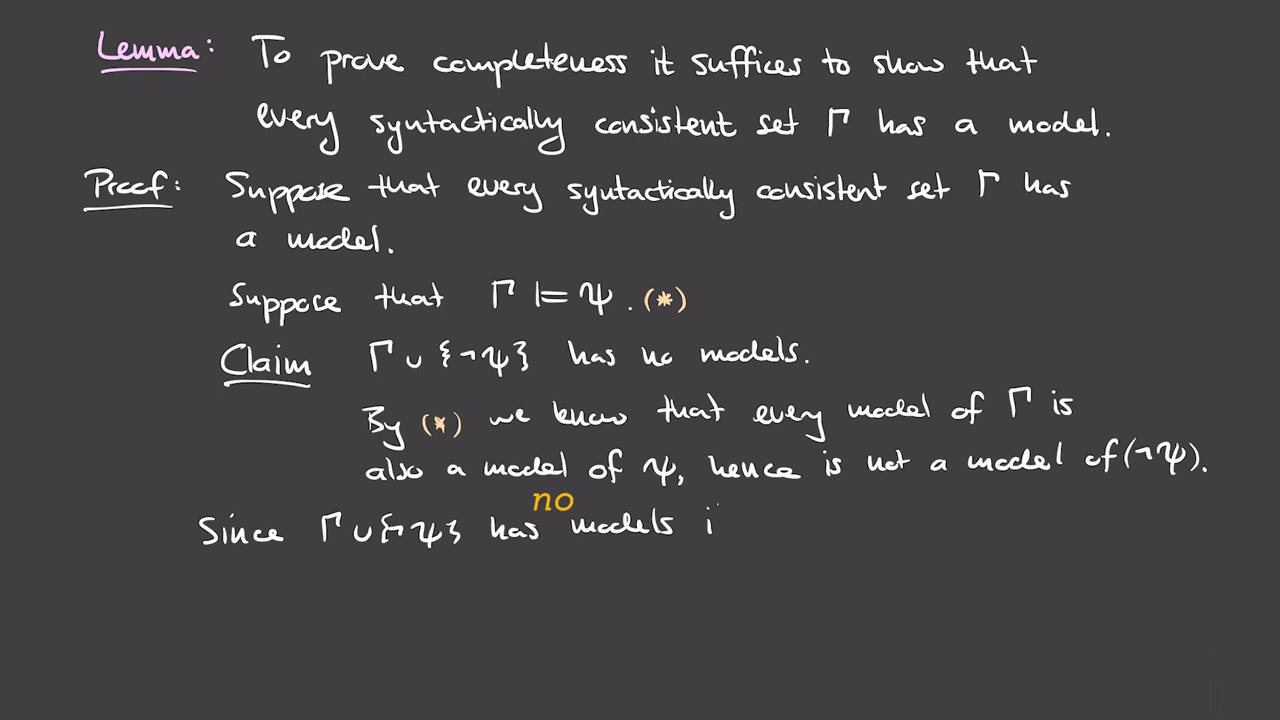 Lemma: To prove completeness it suffices to show that
every syntactically consistent set Γ has a model.
Proof: Suppose that every syntactically consistent set Γ has
a model.
Suppose that Γ ⊨ Ψ. (*)
Claim Γ ∪ {¬Ψ} has no models.
By (*) we know that every model of Γ is
also a model of Ψ, hence is not a model of (¬Ψ).
no
Since Γ ∪ {¬Ψ} has models i